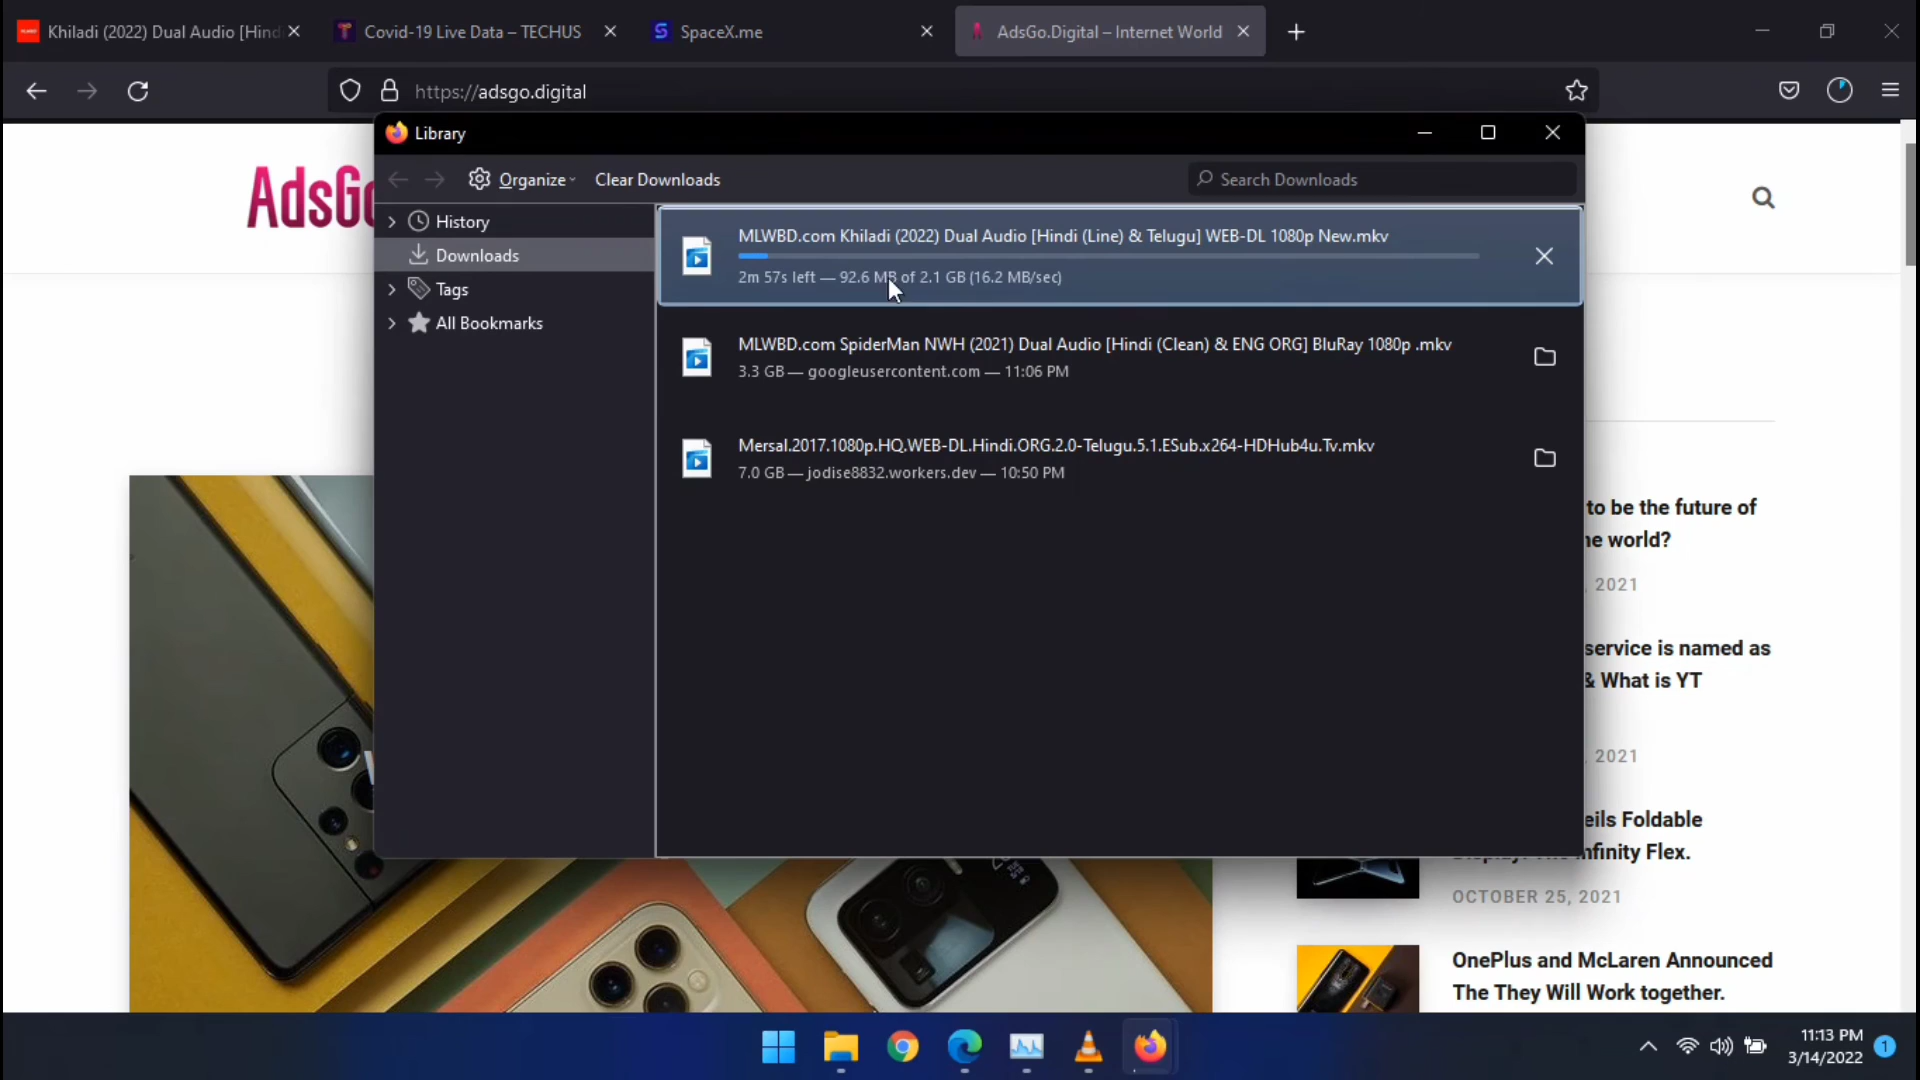 Khiladi (2022) Dual Audio [Hind
Covid-19 Live Data – TECHUS
SpaceX.me
AdsGo.Digital – Internet World
https://adsgo.digital
Library
AdsGo
Organize
Clear Downloads
Search Downloads
History
Downloads
Tags
All Bookmarks
MLWBD.com Khiladi (2022) Dual Audio [Hindi (Line) & Telugu] WEB-DL 1080p New.mkv
2m 57s left — 92.6 MB of 2.1 GB (16.2 MB/sec)
MLWBD.com SpiderMan NWH (2021) Dual Audio [Hindi (Clean) & ENG ORG] BluRay 1080p .mkv
3.3 GB — googleusercontent.com — 11:06 PM
Mersal.2017.1080p.HQ.WEB-DL.Hindi.ORG.2.0-Telugu.5.1.ESub.x264-HDHub4u.Tv.mkv
7.0 GB — jodise8832.workers.dev — 10:50 PM
to be the future of
world?
, 2021
service is named as
& What is YT
, 2021
Foldable
Infinity Flex.
OCTOBER 25, 2021
OnePlus and McLaren Announced
The They Will Work together.
11:13 PM
3/14/2022
1